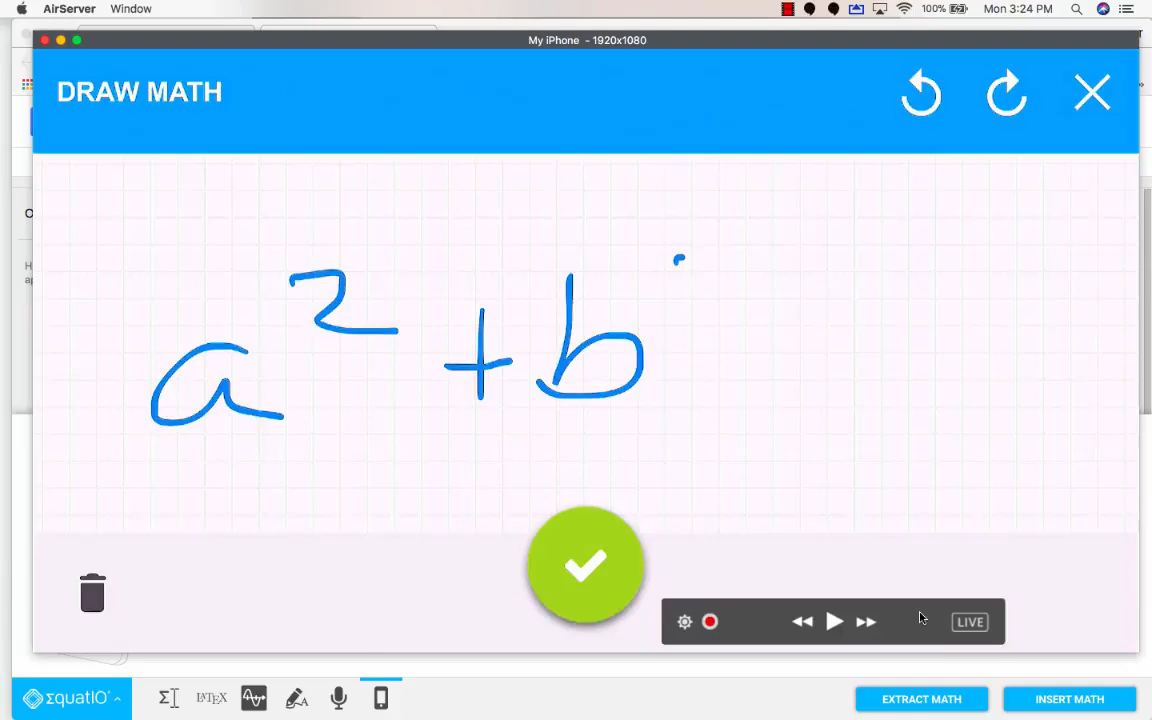 AirServer Window 100% Mon 3:24 PM
My iPhone - 1920x1080
DRAW MATH
a² + b
LIVE
ΣquatIO
LATEX
EXTRACT MATH
INSERT MATH